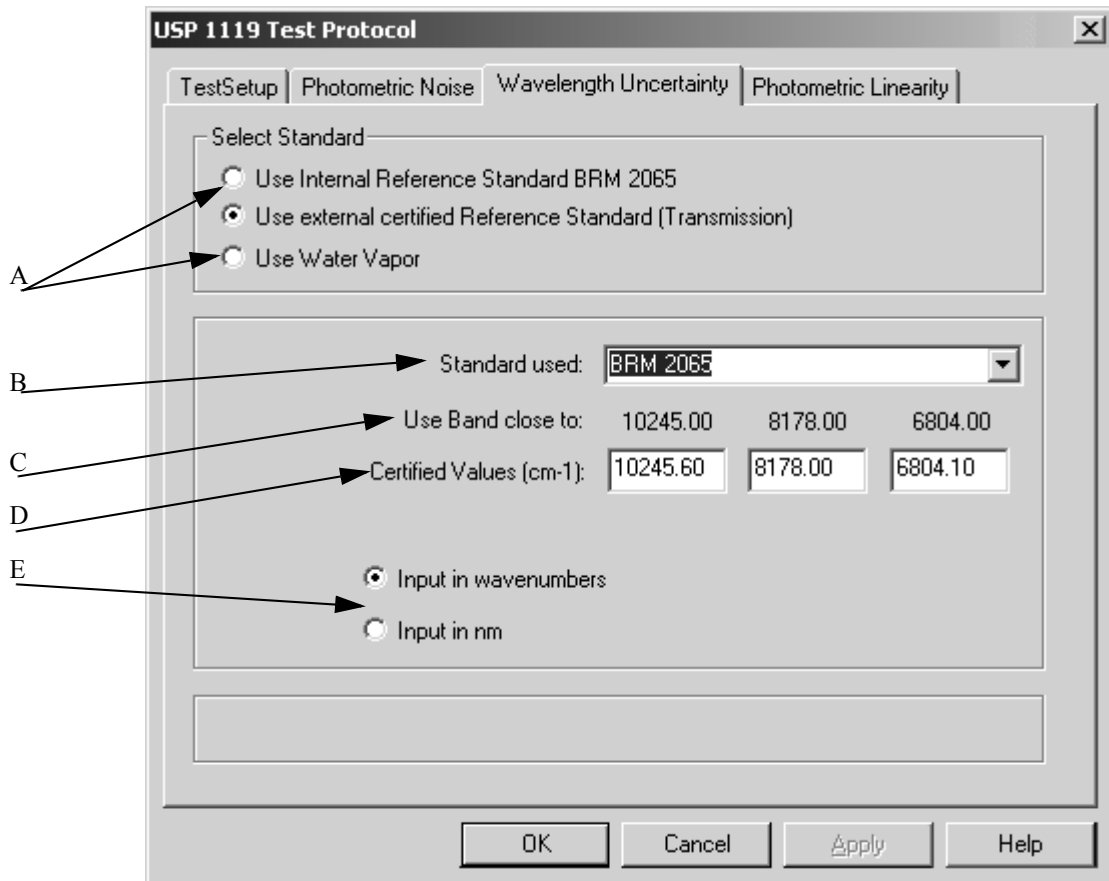 USP 1119 Test Protocol
TestSetup Photometric Noise Wavelength Uncertainty Photometric Linearity
Select Standard
Use Internal Reference Standard BRM 2065
Use external certified Reference Standard (Transmission)
Use Water Vapor
A
Standard used: BRM 2065
B
Use Band close to: 10245.00 8178.00 6804.00
C
Certified Values (cm-1): 10245.60 8178.00 6804.10
D
E
Input in wavenumbers
Input in nm
OK Cancel Apply Help